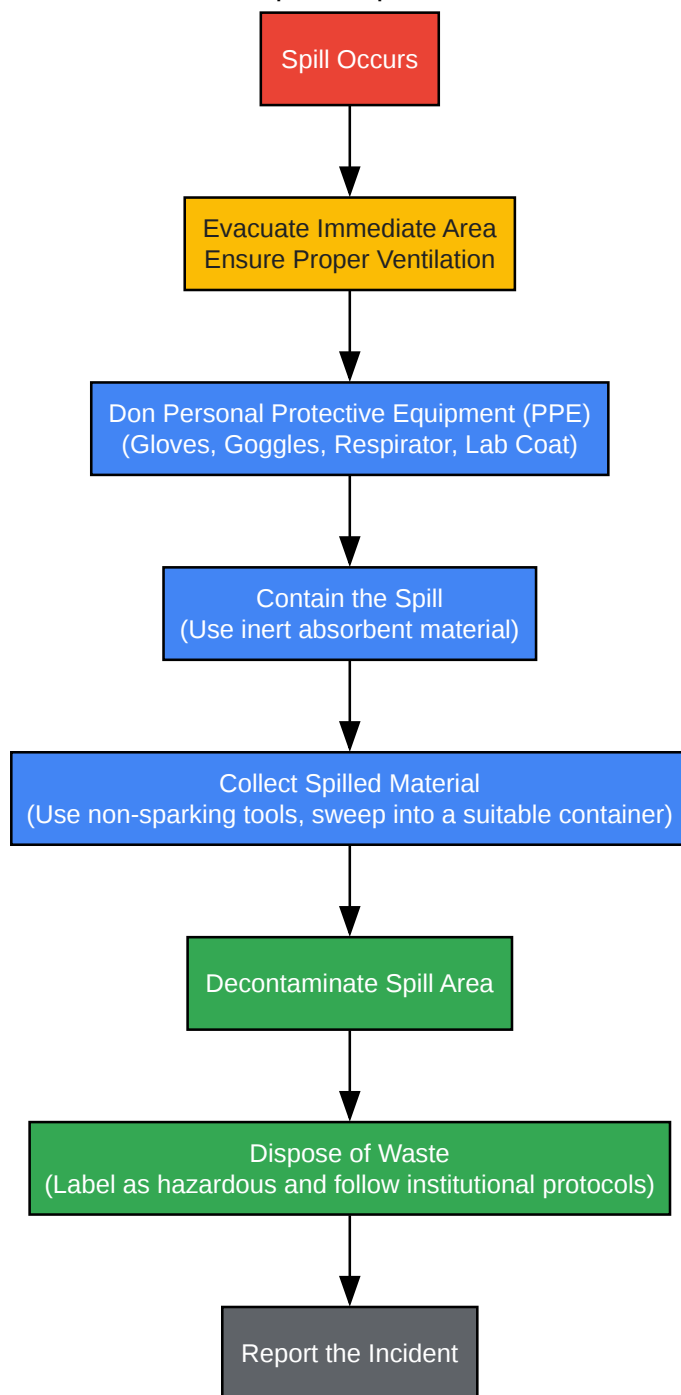 Spill Occurs
Evacuate Immediate Area
Ensure Proper Ventilation
Don Personal Protective Equipment (PPE)
(Gloves, Goggles, Respirator, Lab Coat)
Contain the Spill
(Use inert absorbent material)
Collect Spilled Material
(Use non-sparking tools, sweep into a suitable container)
Decontaminate Spill Area
Dispose of Waste
(Label as hazardous and follow institutional protocols)
Report the Incident